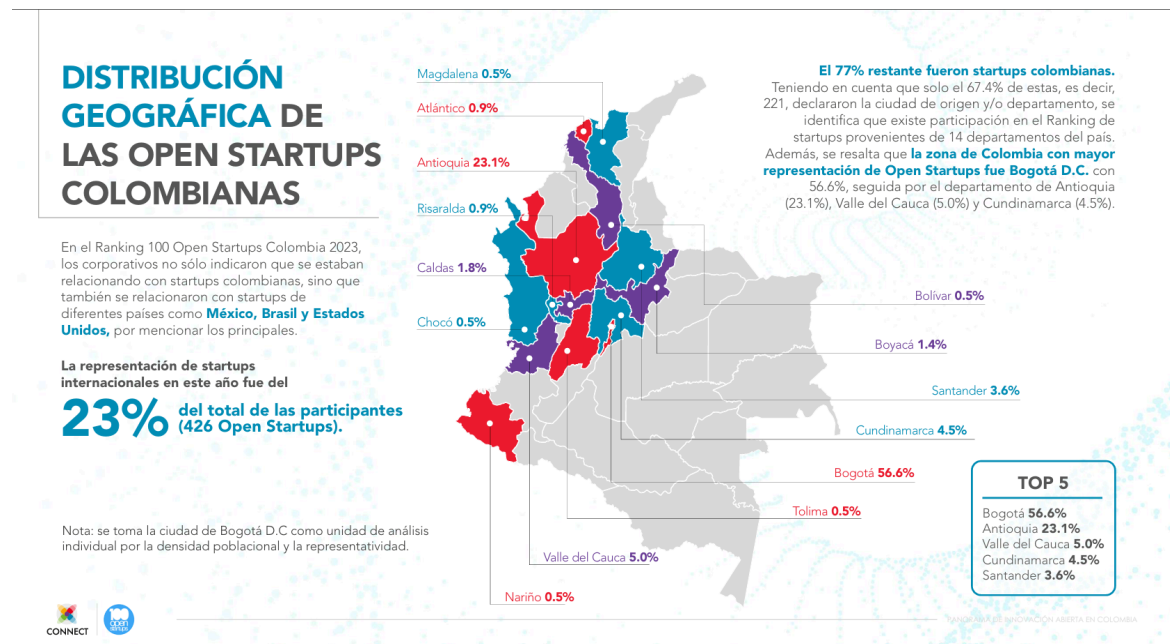 DISTRIBUCIÓN
GEOGRÁFICA DE
LAS OPEN STARTUPS
COLOMBIANAS
En el Ranking 100 Open Startups Colombia 2023,
los corporativos no sólo indicaron que se estaban
relacionando con startups colombianas, sino que
también se relacionaron con startups de
diferentes países como México, Brasil y Estados
Unidos, por mencionar los principales.
La representación de startups
internacionales en este año fue del
23% del total de las participantes
(426 Open Startups).
Nota: se toma la ciudad de Bogotá D.C como unidad de análisis
individual por la densidad poblacional y la representatividad.
Magdalena 0.5%
Atlántico 0.9%
Antioquia 23.1%
Risaralda 0.9%
Caldas 1.8%
Chocó 0.5%
Bolívar 0.5%
Boyacá 1.4%
Santander 3.6%
Cundinamarca 4.5%
Bogotá 56.6%
Tolima 0.5%
Valle del Cauca 5.0%
Nariño 0.5%
El 77% restante fueron startups colombianas.
Teniendo en cuenta que solo el 67.4% de estas, es decir,
221, declararon la ciudad de origen y/o departamento, se
identifica que existe participación en el Ranking de
startups provenientes de 14 departamentos del país.
Además, se resalta que la zona de Colombia con mayor
representación de Open Startups fue Bogotá D.C. con
56.6%, seguida por el departamento de Antioquia
(23.1%), Valle del Cauca (5.0%) y Cundinamarca (4.5%).
TOP 5
Bogotá 56.6%
Antioquia 23.1%
Valle del Cauca 5.0%
Cundinamarca 4.5%
Santander 3.6%
CONNECT
100
open
startups
PANORAMA DE INNOVACIÓN ABIERTA EN COLOMBIA